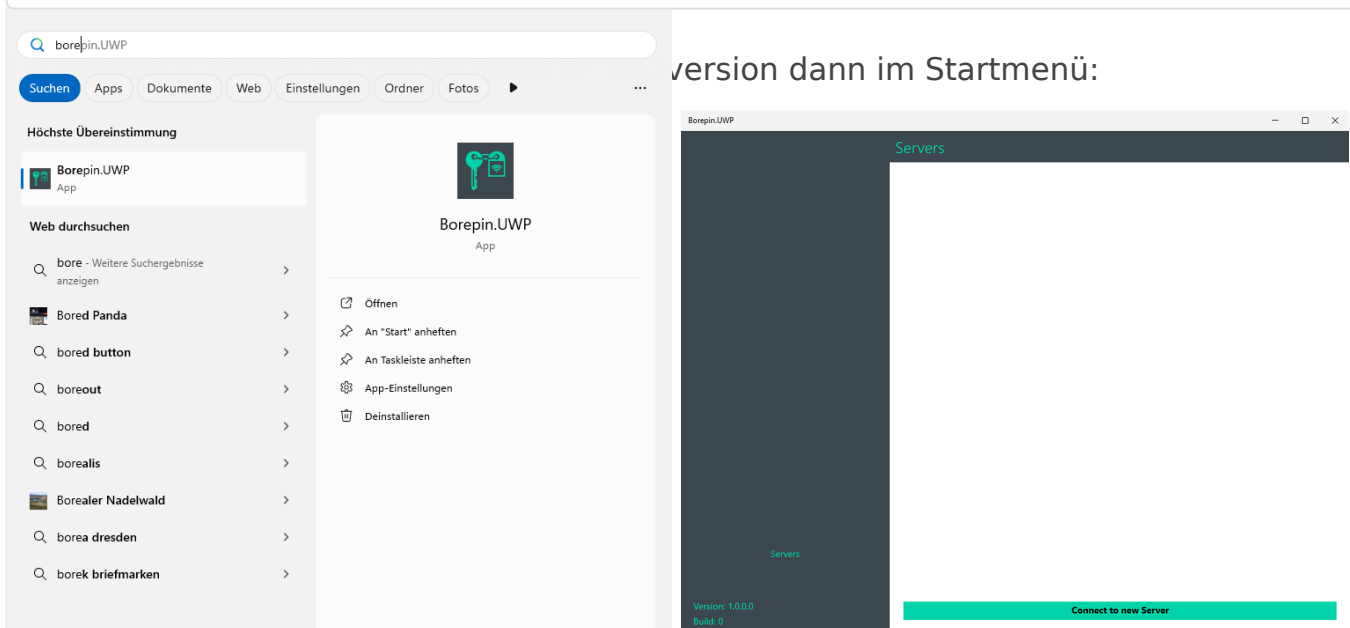 borepin.UWP
Suchen Apps Dokumente Web Einstellungen Ordner Fotos ...
Höchste Übereinstimmung
Borepin.UWP
App
Web durchsuchen
bore - Weitere Suchergebnisse
anzeigen
Bored Panda
bored button
boreout
bored
borealis
Borealer Nadelwald
borea dresden
borek briefmarken
Borepin.UWP
App
Öffnen
An "Start" anheften
An Taskleiste anheften
App-Einstellungen
Deinstallieren
version dann im Startmenü:
Borepin.UWP
Servers
Servers
Version: 1.0.0.0
Build: 0
Connect to new Server